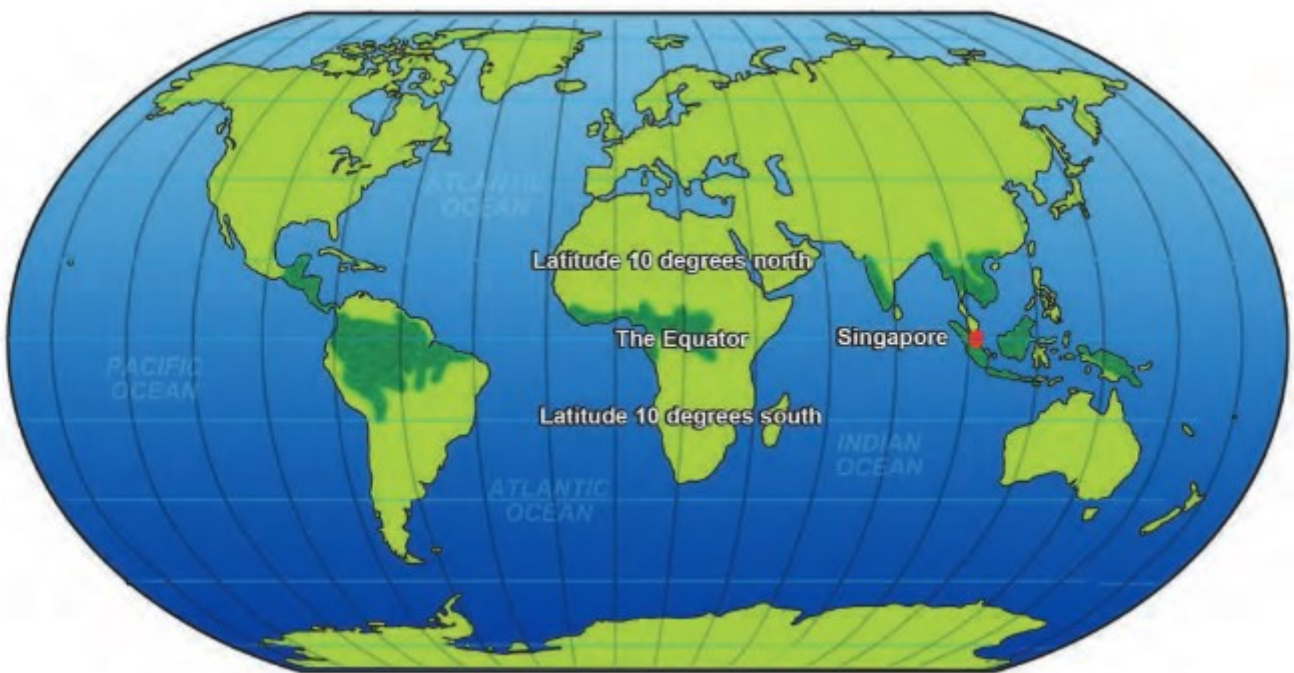 ATLANTIC
OCEAN
Latitude 10 degrees north
The Equator
Singapore
PACIFIC
OCEAN
Latitude 10 degrees south
INDIAN
OCEAN
ATLANTIC
OCEAN